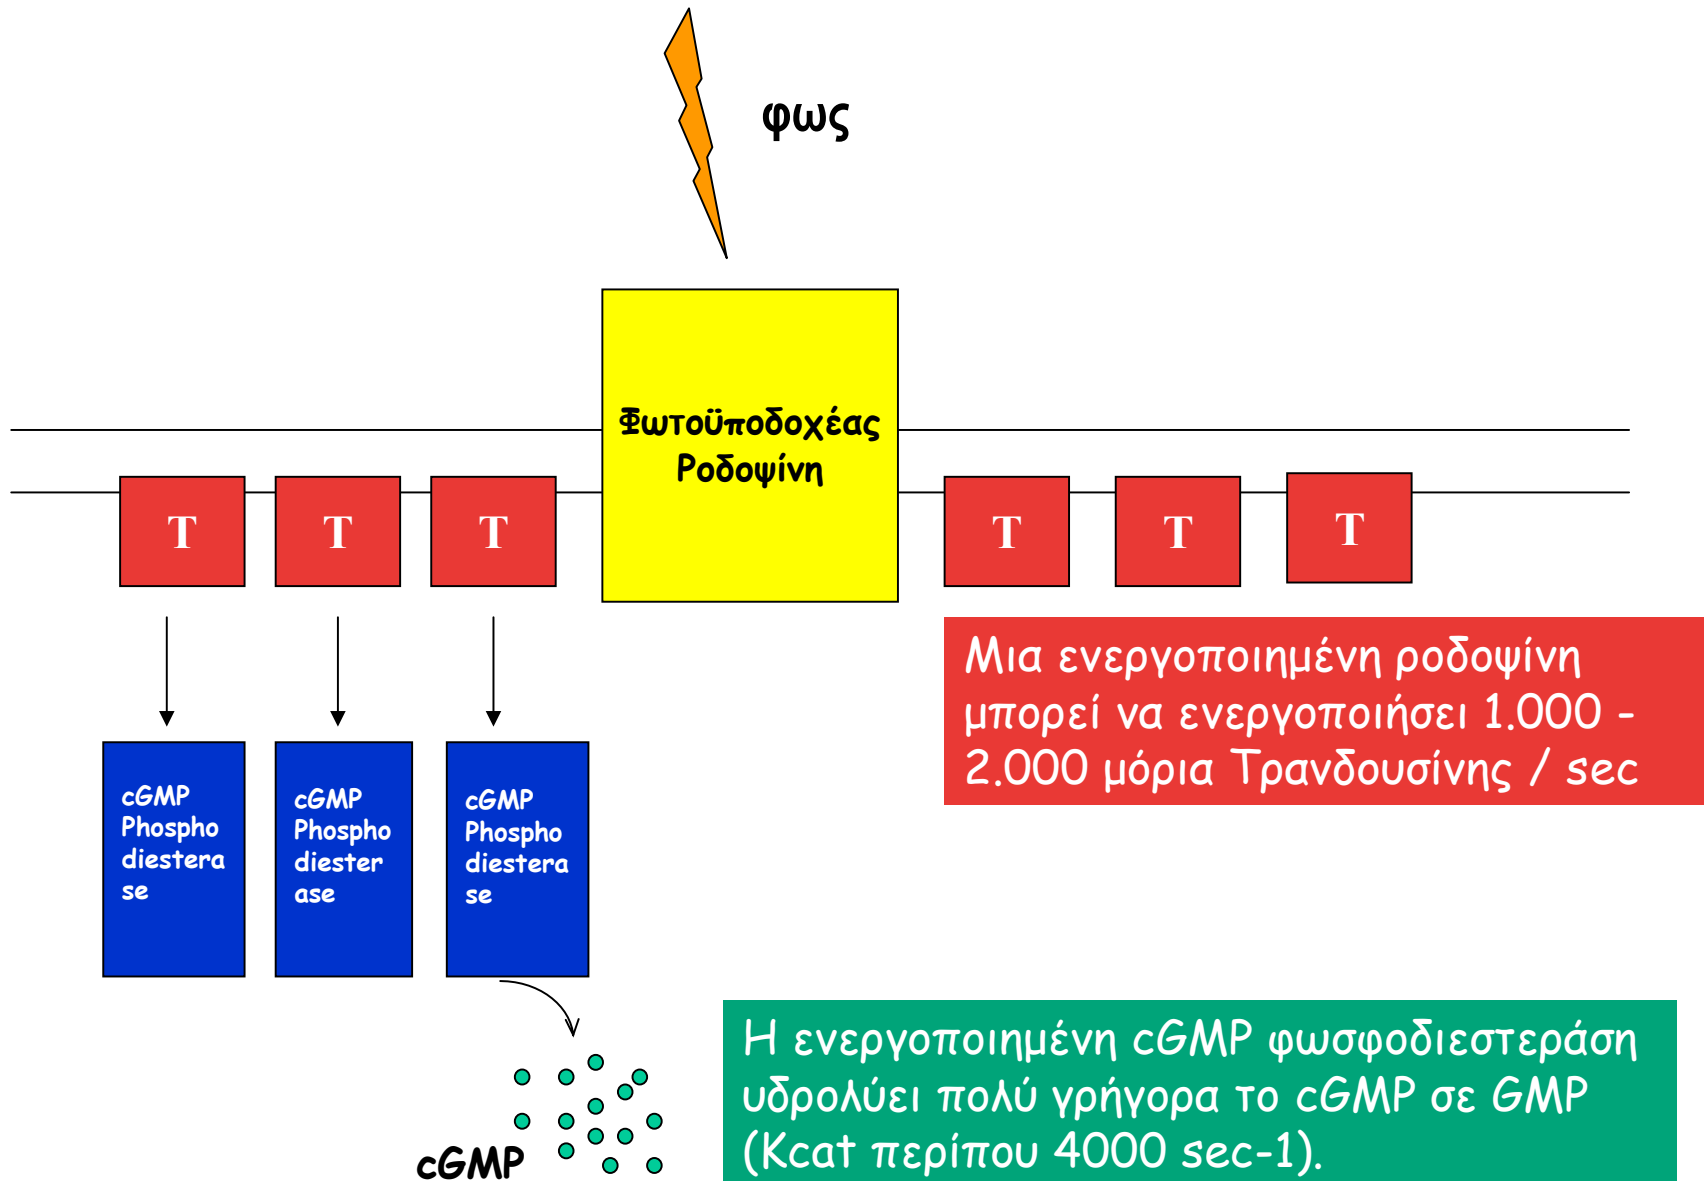 φως
Φωτοϋποδοχέας
Ροδοψίνη
T
T
T
T
T
T
Μια ενεργοποιημένη ροδοψίνη
μπορεί να ενεργοποιήσει 1.000 -
2.000 μόρια Τρανδουσίνης / sec
cGMP
Phospho
diestera
se
cGMP
Phospho
diester
ase
cGMP
Phospho
diestera
se
Η ενεργοποιημένη cGMP φωσφοδιεστεράση
υδρολύει πολύ γρήγορα το cGMP σε GMP
(Kcat περίπου 4000 sec-1).
cGMP